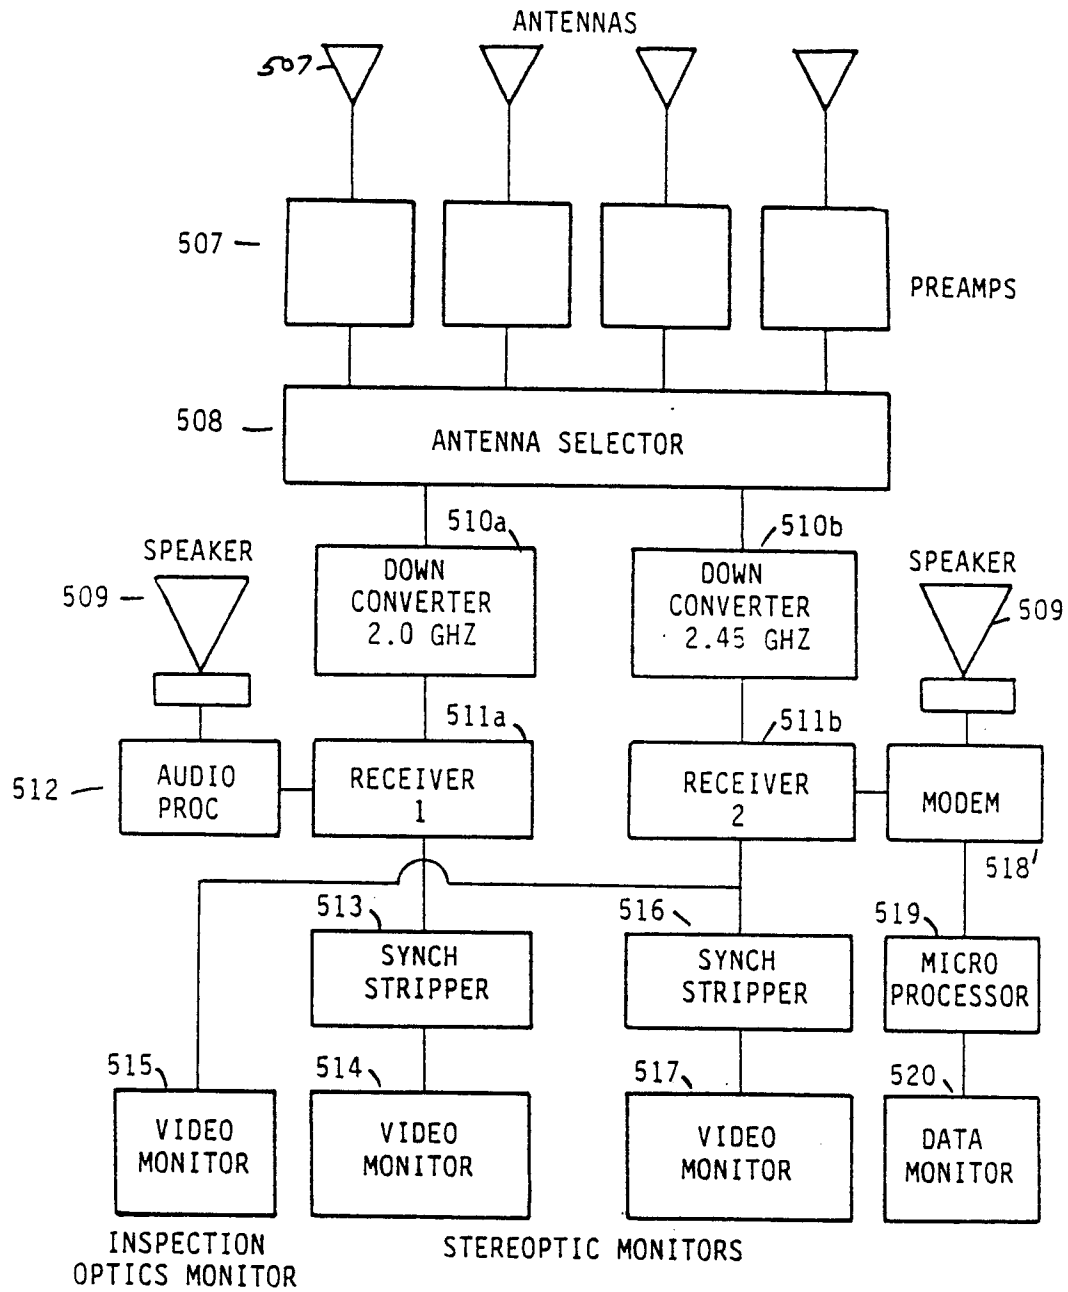 ANTENNAS
507
507
PREAMPS
508
ANTENNA SELECTOR
510a
510b
SPEAKER
SPEAKER
509
509
DOWN
CONVERTER
2.0 GHZ
DOWN
CONVERTER
2.45 GHZ
511a
511b
512
AUDIO
PROC
RECEIVER
1
RECEIVER
2
MODEM
518'
513
516
519
SYNCH
STRIPPER
SYNCH
STRIPPER
MICRO
PROCESSOR
515
514
517
520
VIDEO
MONITOR
VIDEO
MONITOR
VIDEO
MONITOR
DATA
MONITOR
INSPECTION
OPTICS MONITOR
STEREOPTIC MONITORS